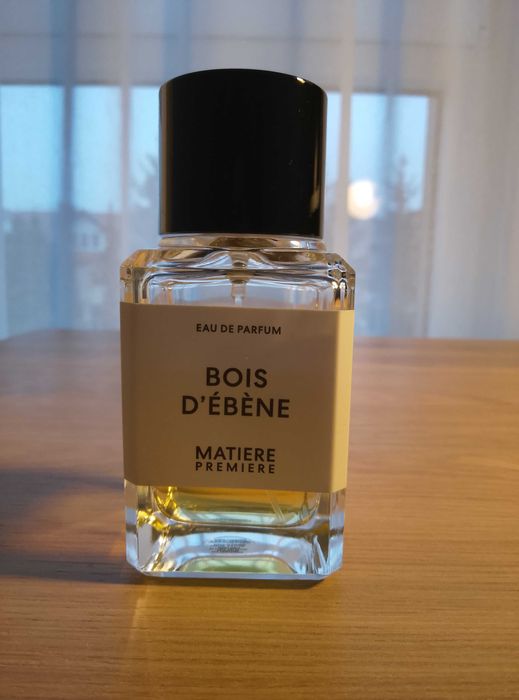 EAU DE PARFUM
BOIS
D'ÉBÈNE
MATIERE
PREMIERE